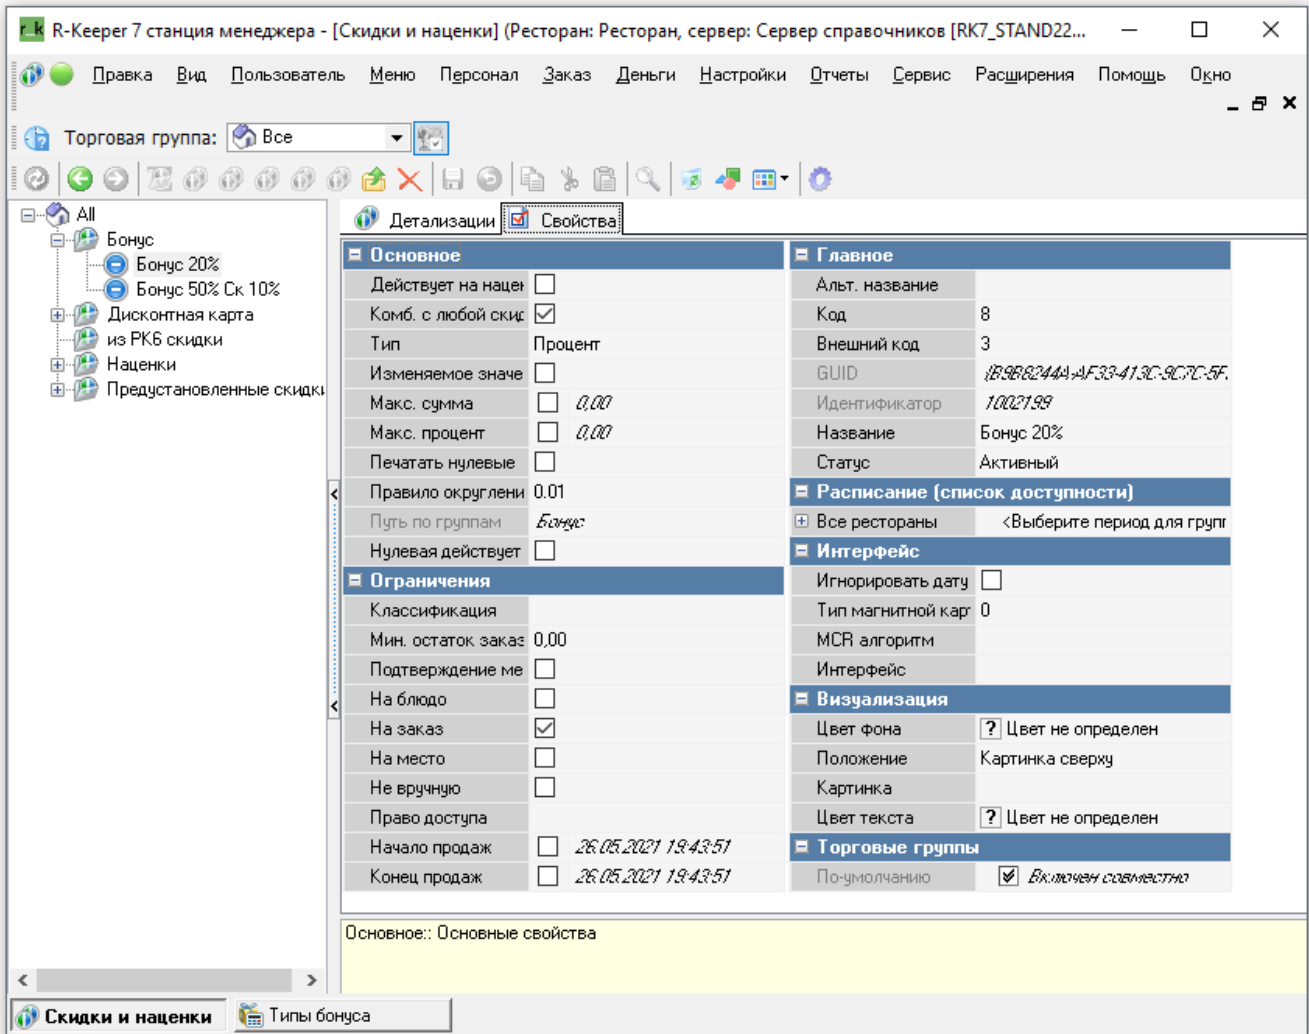 r_k R-Keeper 7 станция менеджера - [Скидки и наценки] (Ресторан: Ресторан, сервер: Сервер справочников [RK7_STAND22...
Правка Вид Пользователь Меню Персонал Заказ Деньги Настройки Отчеты Сервис Расширения Помощь Окно
Торговая группа: Все
All
Бонус
Бонус 20%
Бонус 50% Ск 10%
Дисконтная карта
из РК6 скидки
Наценки
Предустановленные скидки
Детализации Свойства
Основное
Действует на нацен
Комб. с любой скид
Тип Процент
Изменяемое значе
Макс. сумма 0,00
Макс. процент 0,00
Печатать нулевые
Правило округлени 0.01
Путь по группам Бонус
Нулевая действует
Ограничения
Классификация
Мин. остаток заказ 0,00
Подтверждение ме
На блюдо
На заказ
На место
Не вручную
Право доступа
Начало продаж 26.05.2021 19:43:51
Конец продаж 26.05.2021 19:43:51
Главное
Альт. название
Код 8
Внешний код 3
GUID {B9B8244A-AF33-413C-9C7C-5F.
Идентификатор 1002199
Название Бонус 20%
Статус Активный
Расписание (список доступности)
Все рестораны <Выберите период для групп
Интерфейс
Игнорировать дату
Тип магнитной кар 0
MCR алгоритм
Интерфейс
Визуализация
Цвет фона ? Цвет не определен
Положение Картинка сверху
Картинка
Цвет текста ? Цвет не определен
Торговые группы
По-умолчанию Включен совместно
Основное:: Основные свойства
Скидки и наценки Типы бонуса